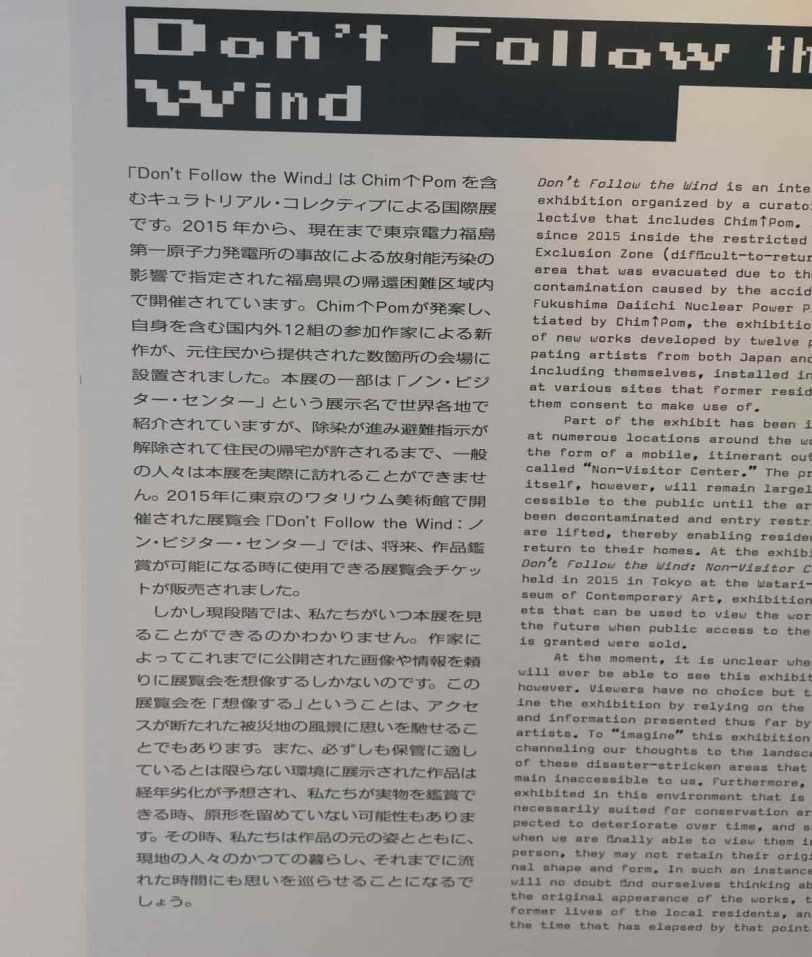 Don't Follow th
Wind
「Don't Follow the Wind」は Chim↑Pom を含
むキュラトリアル・コレクティブによる国際展
です。2015 年から、現在まで東京電力福島
第一原子力発電所の事故による放射能汚染の
影響で指定された福島県の帰還困難区域内
で開催されています。Chim↑Pomが発案し、
自身を含む国内外12組の参加作家による新
作が、元住民から提供された数箇所の会場に
設置されました。本展の一部は「ノン・ビジ
ター・センター」という展示名で世界各地で
紹介されていますが、除染が進み避難指示が
解除されて住民の帰宅が許されるまで、一般
の人々は本展を実際に訪れることができませ
ん。2015年に東京のワタリウム美術館で開
催された展覧会「Don't Follow the Wind：ノ
ン・ビジター・センター」では、将来、作品鑑
賞が可能になる時に使用できる展覧会チケッ
トが販売されました。
しかし現段階では、私たちがいつ本展を見
ることができるのかわかりません。作家に
よってこれまでに公開された画像や情報を頼
りに展覧会を想像するしかないのです。この
展覧会を「想像する」ということは、アクセ
スが断たれた被災地の風景に思いを馳せるこ
とでもあります。また、必ずしも保管に適し
ているとは限らない環境に展示された作品は
経年劣化が予想され、私たちが実物を鑑賞で
きる時、原形を留めていない可能性もありま
す。その時、私たちは作品の元の姿とともに、
現地の人々のかつての暮らし、それまでに流
れた時間にも思いを巡らせることになるで
しょう。
Don't Follow the Wind is an inte
exhibition organized by a curato
lective that includes Chim↑Pom.
since 2015 inside the restricted
Exclusion Zone (difficult-to-retur
area that was evacuated due to the
contamination caused by the accid
Fukushima Daiichi Nuclear Power P
tiated by Chim↑Pom, the exhibitio
of new works developed by twelve p
pating artists from both Japan and
including themselves, installed in
at various sites that former resid
them consent to make use of.
Part of the exhibit has been i
at numerous locations around the wo
the form of a mobile, itinerant out
called “Non-Visitor Center.” The pr
itself, however, will remain largel
cessible to the public until the ar
been decontaminated and entry restri
are lifted, thereby enabling residen
return to their homes. At the exhibi
Don't Follow the Wind: Non-Visitor C
held in 2015 in Tokyo at the Watari-
seum of Contemporary Art, exhibition
ets that can be used to view the wor
the future when public access to the
is granted were sold.
At the moment, it is unclear whe
will ever be able to see this exhibit
however. Viewers have no choice but t
ine the exhibition by relying on the
and information presented thus far by
artists. To “imagine” this exhibition
channeling our thoughts to the landsca
of these disaster-stricken areas that
main inaccessible to us. Furthermore,
exhibited in this environment that is
necessarily suited for conservation ar
pected to deteriorate over time, and s
when we are finally able to view them in
person, they may not retain their origi
nal shape and form. In such an instance
will no doubt find ourselves thinking ab
the original appearance of the works, t
former lives of the local residents, an
the time that has elapsed by that point